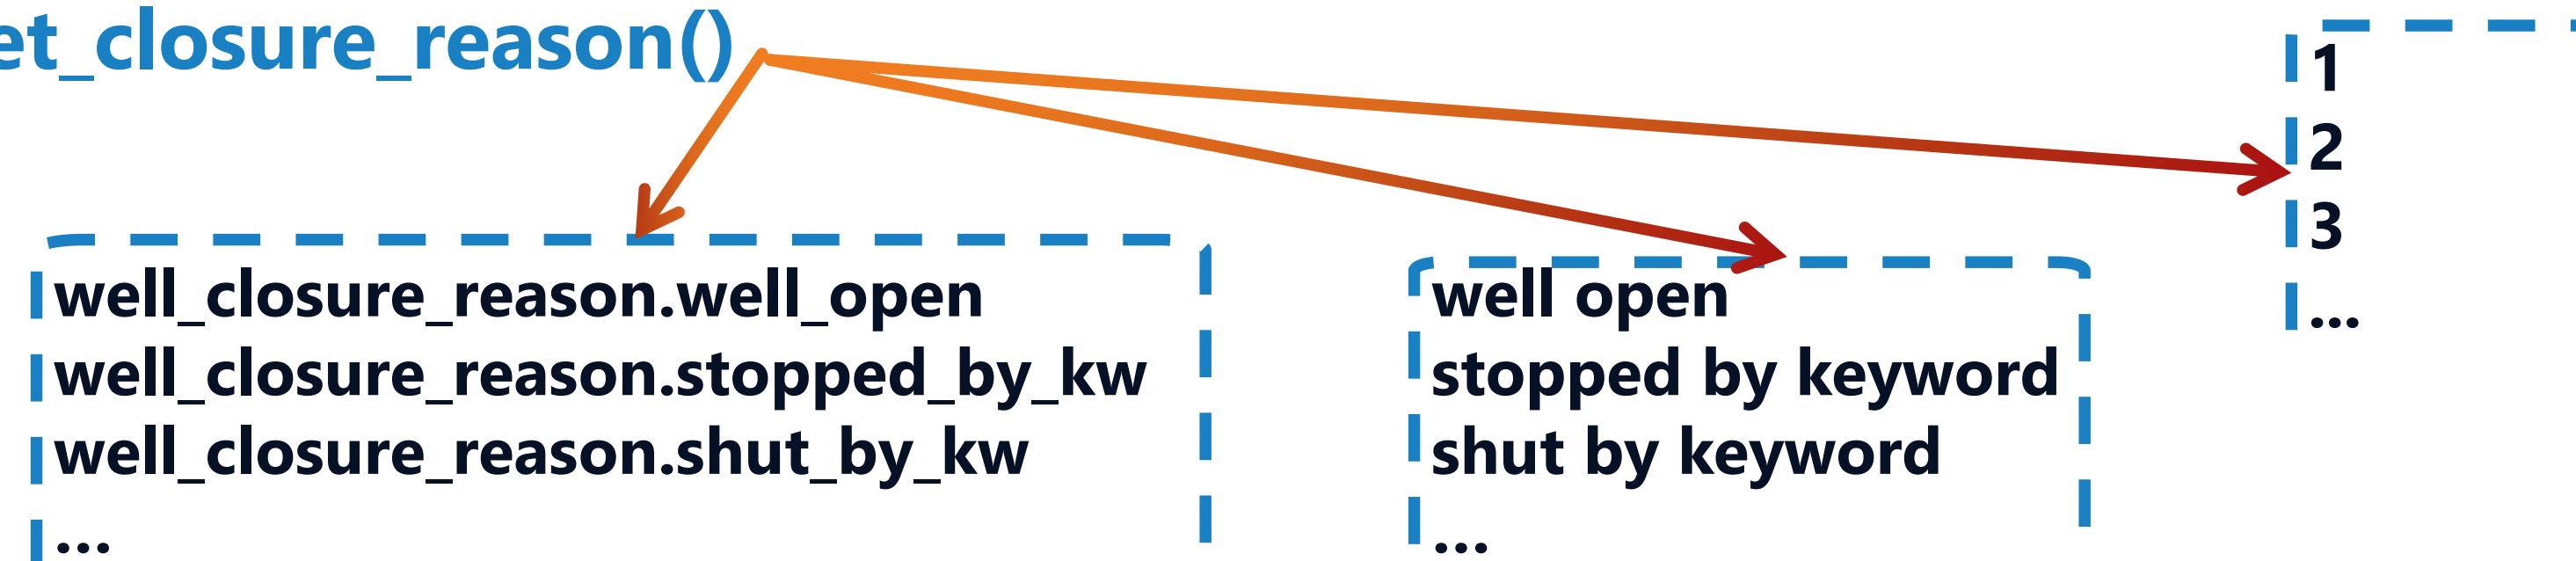 et_closure_reason()
well_closure_reason.well_open
well_closure_reason.stopped_by_kw
well_closure_reason.shut_by_kw
...
well open
stopped by keyword
shut by keyword
...
1
2
3
...